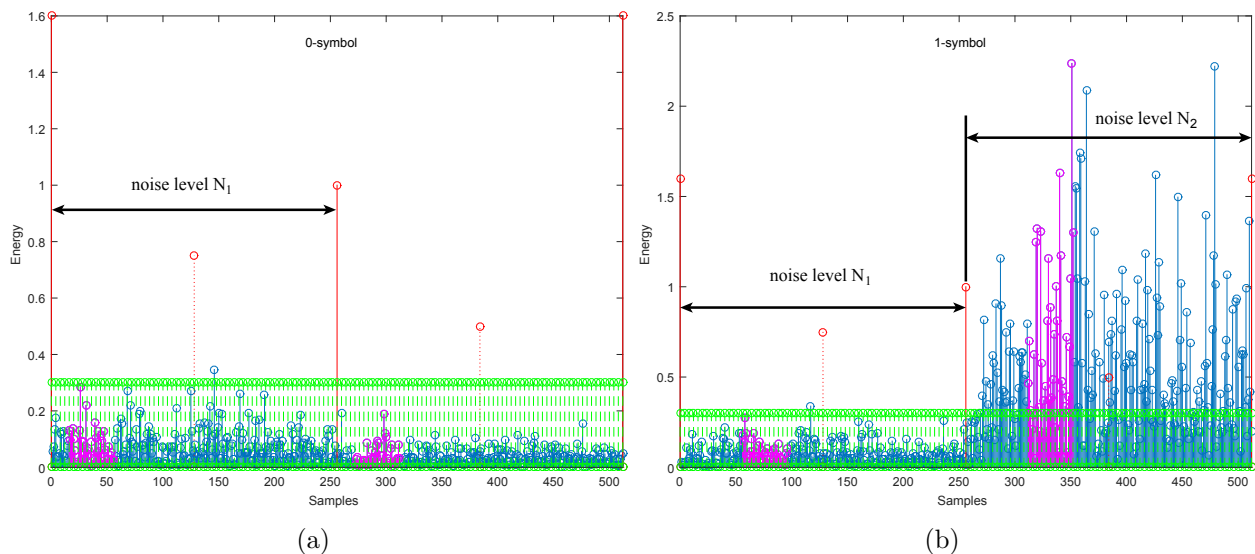 0-symbol
noise level N1
Energy
1.6
1.4
1.2
1
0.8
0.6
0.4
0.2
0
0 50 100 150 200 250 300 350 400 450 500
Samples
(a)
1-symbol
noise level N2
noise level N1
Energy
2.5
2
1.5
1
0.5
0
0 50 100 150 200 250 300 350 400 450 500
Samples
(b)